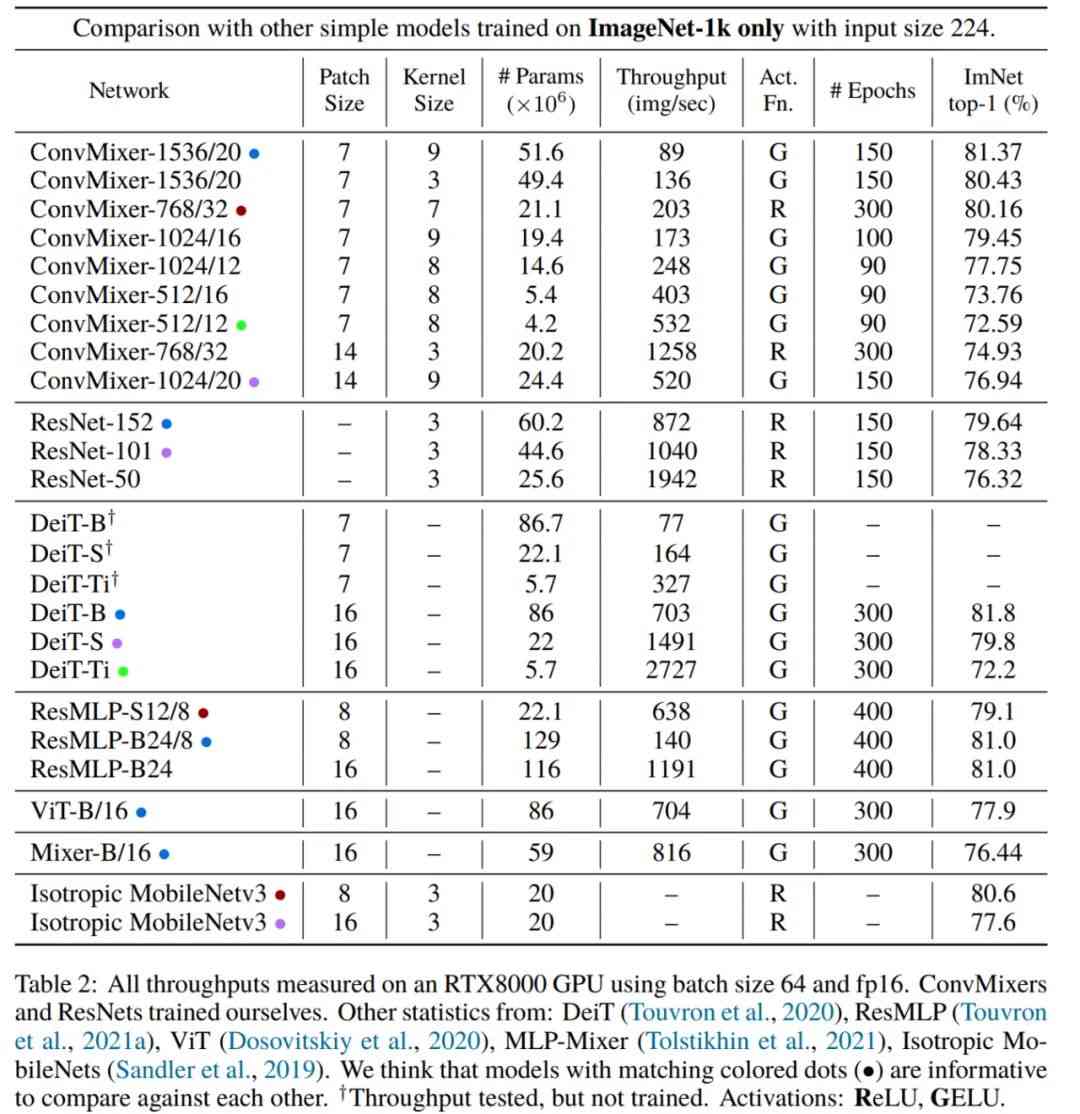 Comparison with other simple models trained on ImageNet-1k only with input size 224.
Network Patch Size Kernel Size # Params (×10⁶) Throughput (img/sec) Act. Fn. # Epochs ImNet top-1 (%)
ConvMixer-1536/20 ● 7 9 51.6 89 G 150 81.37
ConvMixer-1536/20 7 3 49.4 136 G 150 80.43
ConvMixer-768/32 ● 7 7 21.1 203 R 300 80.16
ConvMixer-1024/16 7 9 19.4 173 G 100 79.45
ConvMixer-1024/12 7 8 14.6 248 G 90 77.75
ConvMixer-512/16 7 8 5.4 403 G 90 73.76
ConvMixer-512/12 ● 7 8 4.2 532 G 90 72.59
ConvMixer-768/32 14 3 20.2 1258 R 300 74.93
ConvMixer-1024/20 ● 14 9 24.4 520 G 150 76.94
ResNet-152 ● – 3 60.2 872 R 150 79.64
ResNet-101 ● – 3 44.6 1040 R 150 78.33
ResNet-50 – 3 25.6 1942 R 150 76.32
DeiT-B† 7 – 86.7 77 G – –
DeiT-S† 7 – 22.1 164 G – –
DeiT-Ti† 7 – 5.7 327 G – –
DeiT-B ● 16 – 86 703 G 300 81.8
DeiT-S ● 16 – 22 1491 G 300 79.8
DeiT-Ti ● 16 – 5.7 2727 G 300 72.2
ResMLP-S12/8 ● 8 – 22.1 638 G 400 79.1
ResMLP-B24/8 ● 8 – 129 140 G 400 81.0
ResMLP-B24 16 – 116 1191 G 400 81.0
ViT-B/16 ● 16 – 86 704 G 300 77.9
Mixer-B/16 ● 16 – 59 816 G 300 76.44
Isotropic MobileNetv3 ● 8 3 20 – R – 80.6
Isotropic MobileNetv3 ● 16 3 20 – R – 77.6
Table 2: All throughputs measured on an RTX8000 GPU using batch size 64 and fp16. ConvMixers
and ResNets trained ourselves. Other statistics from: DeiT (Touvron et al., 2020), ResMLP (Touvron
et al., 2021a), ViT (Dosovitskiy et al., 2020), MLP-Mixer (Tolstikhin et al., 2021), Isotropic Mo-
bileNets (Sandler et al., 2019). We think that models with matching colored dots (●) are informative
to compare against each other. †Throughput tested, but not trained. Activations: ReLU, GELU.